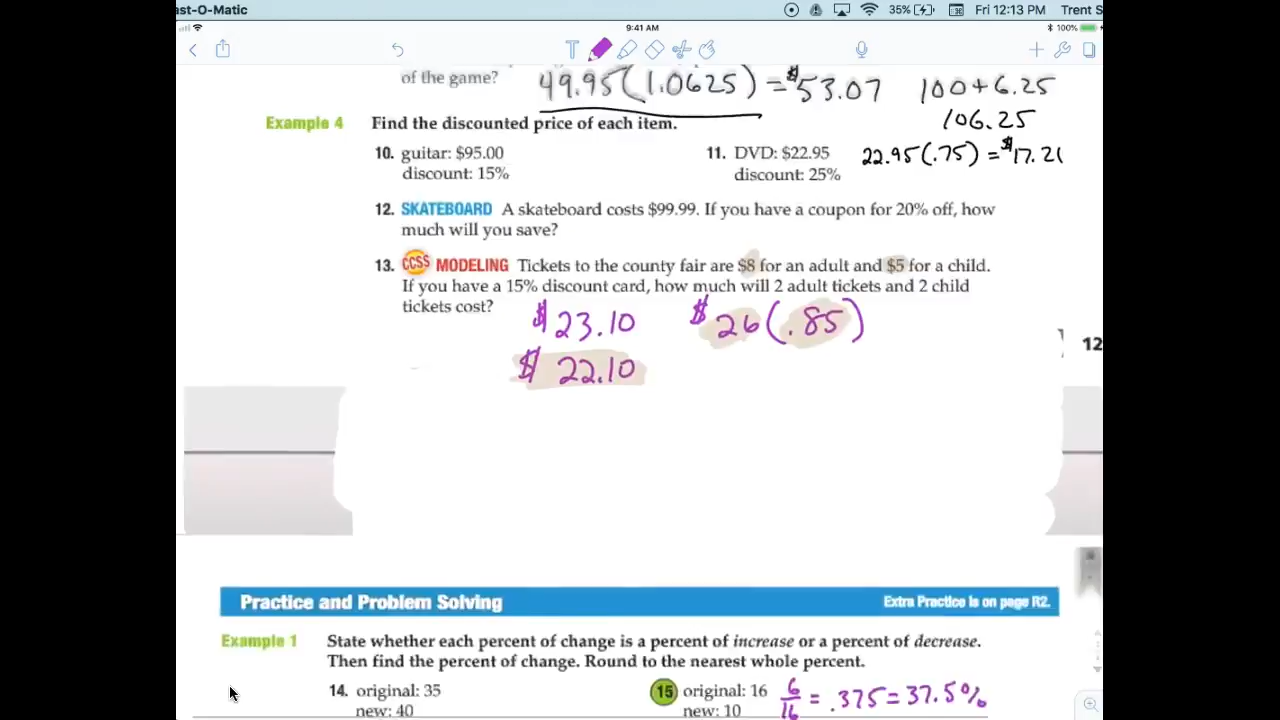 ast-O-Matic
35%
Fri 12:13 PM Trent S
9:41 AM
100%
of the game? 49.95(1.0625) = $53.07 100+6.25
106.25
Example 4 Find the discounted price of each item.
10. guitar: $95.00
discount: 15%
11. DVD: $22.95
discount: 25%
22.95(.75) = $17.21
12. SKATEBOARD A skateboard costs $99.99. If you have a coupon for 20% off, how
much will you save?
13. CCSS MODELING Tickets to the county fair are $8 for an adult and $5 for a child.
If you have a 15% discount card, how much will 2 adult tickets and 2 child
tickets cost?
$23.10 $26(.85)
$22.10
12
Practice and Problem Solving Extra Practice is on page R2.
Example 1 State whether each percent of change is a percent of increase or a percent of decrease.
Then find the percent of change. Round to the nearest whole percent.
14. original: 35
new: 40
15 original: 16
new: 10
6/16 = .375 = 37.5%